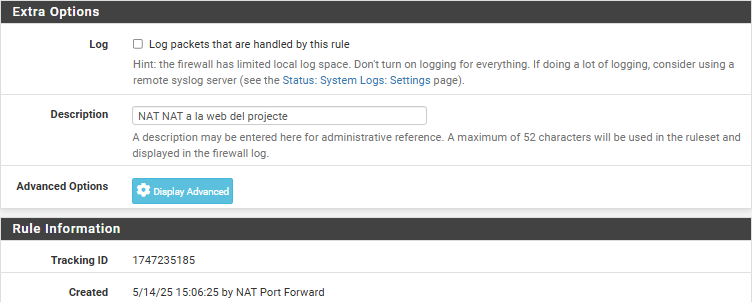 Extra Options
Log
Log packets that are handled by this rule
Hint: the firewall has limited local log space. Don't turn on logging for everything. If doing a lot of logging, consider using a
remote syslog server (see the Status: System Logs: Settings page).
Description
NAT NAT a la web del projecte
A description may be entered here for administrative reference. A maximum of 52 characters will be used in the ruleset and
displayed in the firewall log.
Advanced Options
Display Advanced
Rule Information
Tracking ID
1747235185
Created
5/14/25 15:06:25 by NAT Port Forward